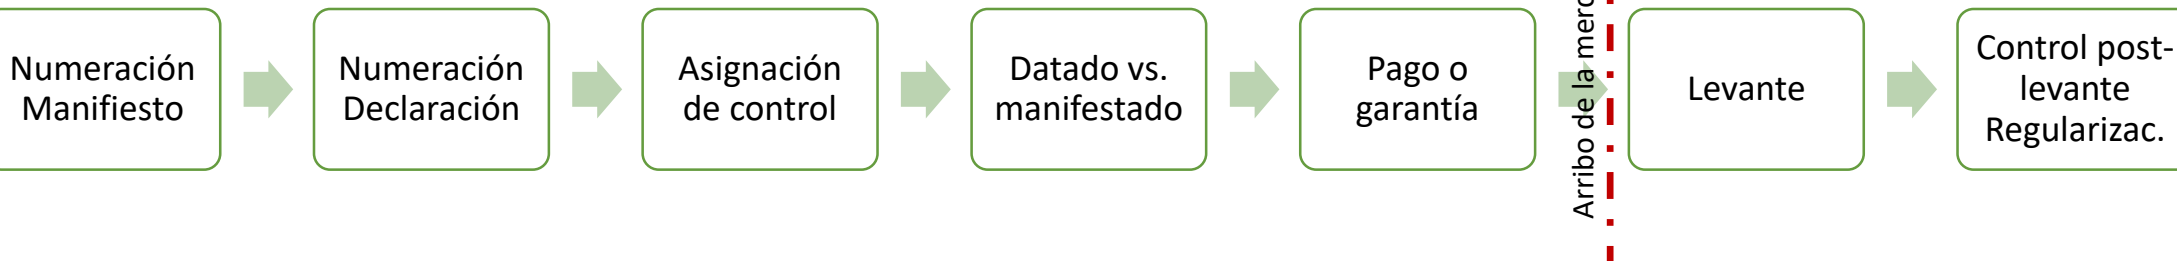 Numeración
Manifiesto
Numeración
Declaración
Asignación
de control
Datado vs.
manifestado
Pago o
garantía
Arribo de la
Levante
Control post-
levante
Regularizac.